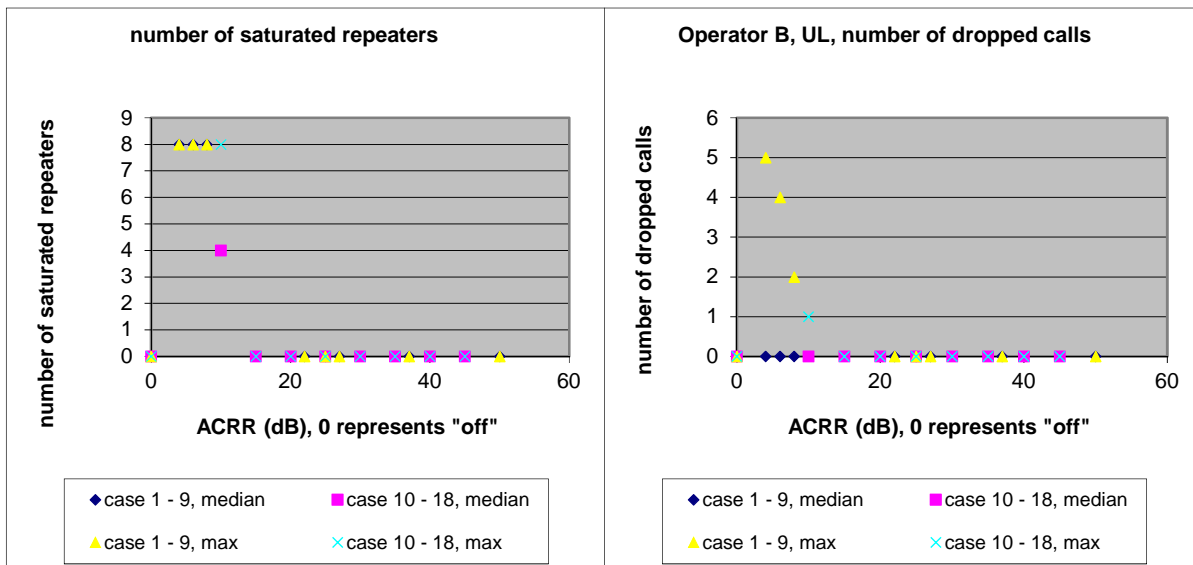 number of saturated repeaters
number of saturated repeaters
9
8
7
6
5
4
3
2
1
0
0 20 40 60
ACRR (dB), 0 represents "off"
case 1 - 9, median case 10 - 18, median
case 1 - 9, max case 10 - 18, max
Operator B, UL, number of dropped calls
number of dropped calls
6
5
4
3
2
1
0
0 20 40 60
ACRR (dB), 0 represents "off"
case 1 - 9, median case 10 - 18, median
case 1 - 9, max case 10 - 18, max